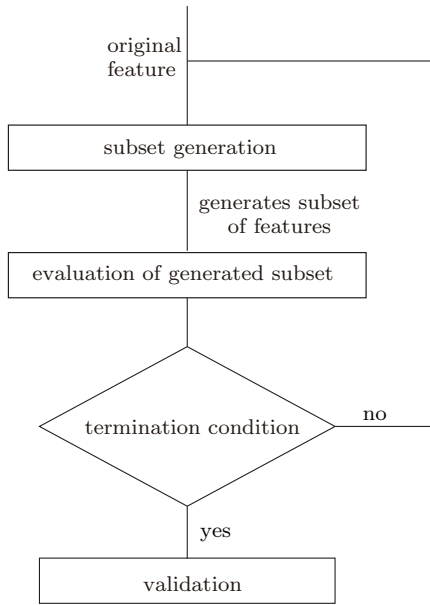 original
feature
subset generation
generates subset
of features
evaluation of generated subset
termination condition
no
yes
validation